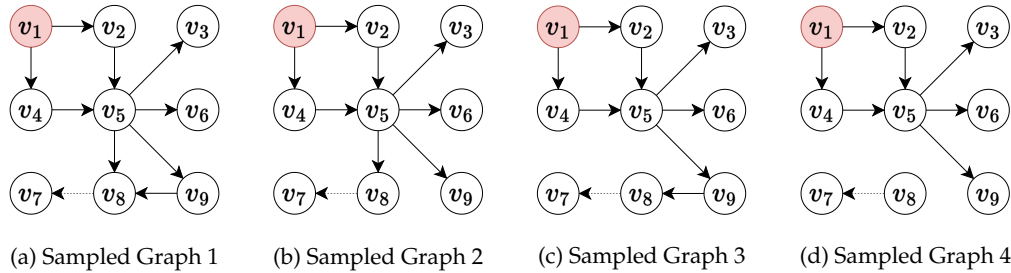 v1 v2 v3 v1 v2 v3 v1 v2 v3 v1 v2 v3
v4 v5 v6 v4 v5 v6 v4 v5 v6 v4 v5 v6
v7 v8 v9 v7 v8 v9 v7 v8 v9 v7 v8 v9
(a) Sampled Graph 1 (b) Sampled Graph 2 (c) Sampled Graph 3 (d) Sampled Graph 4